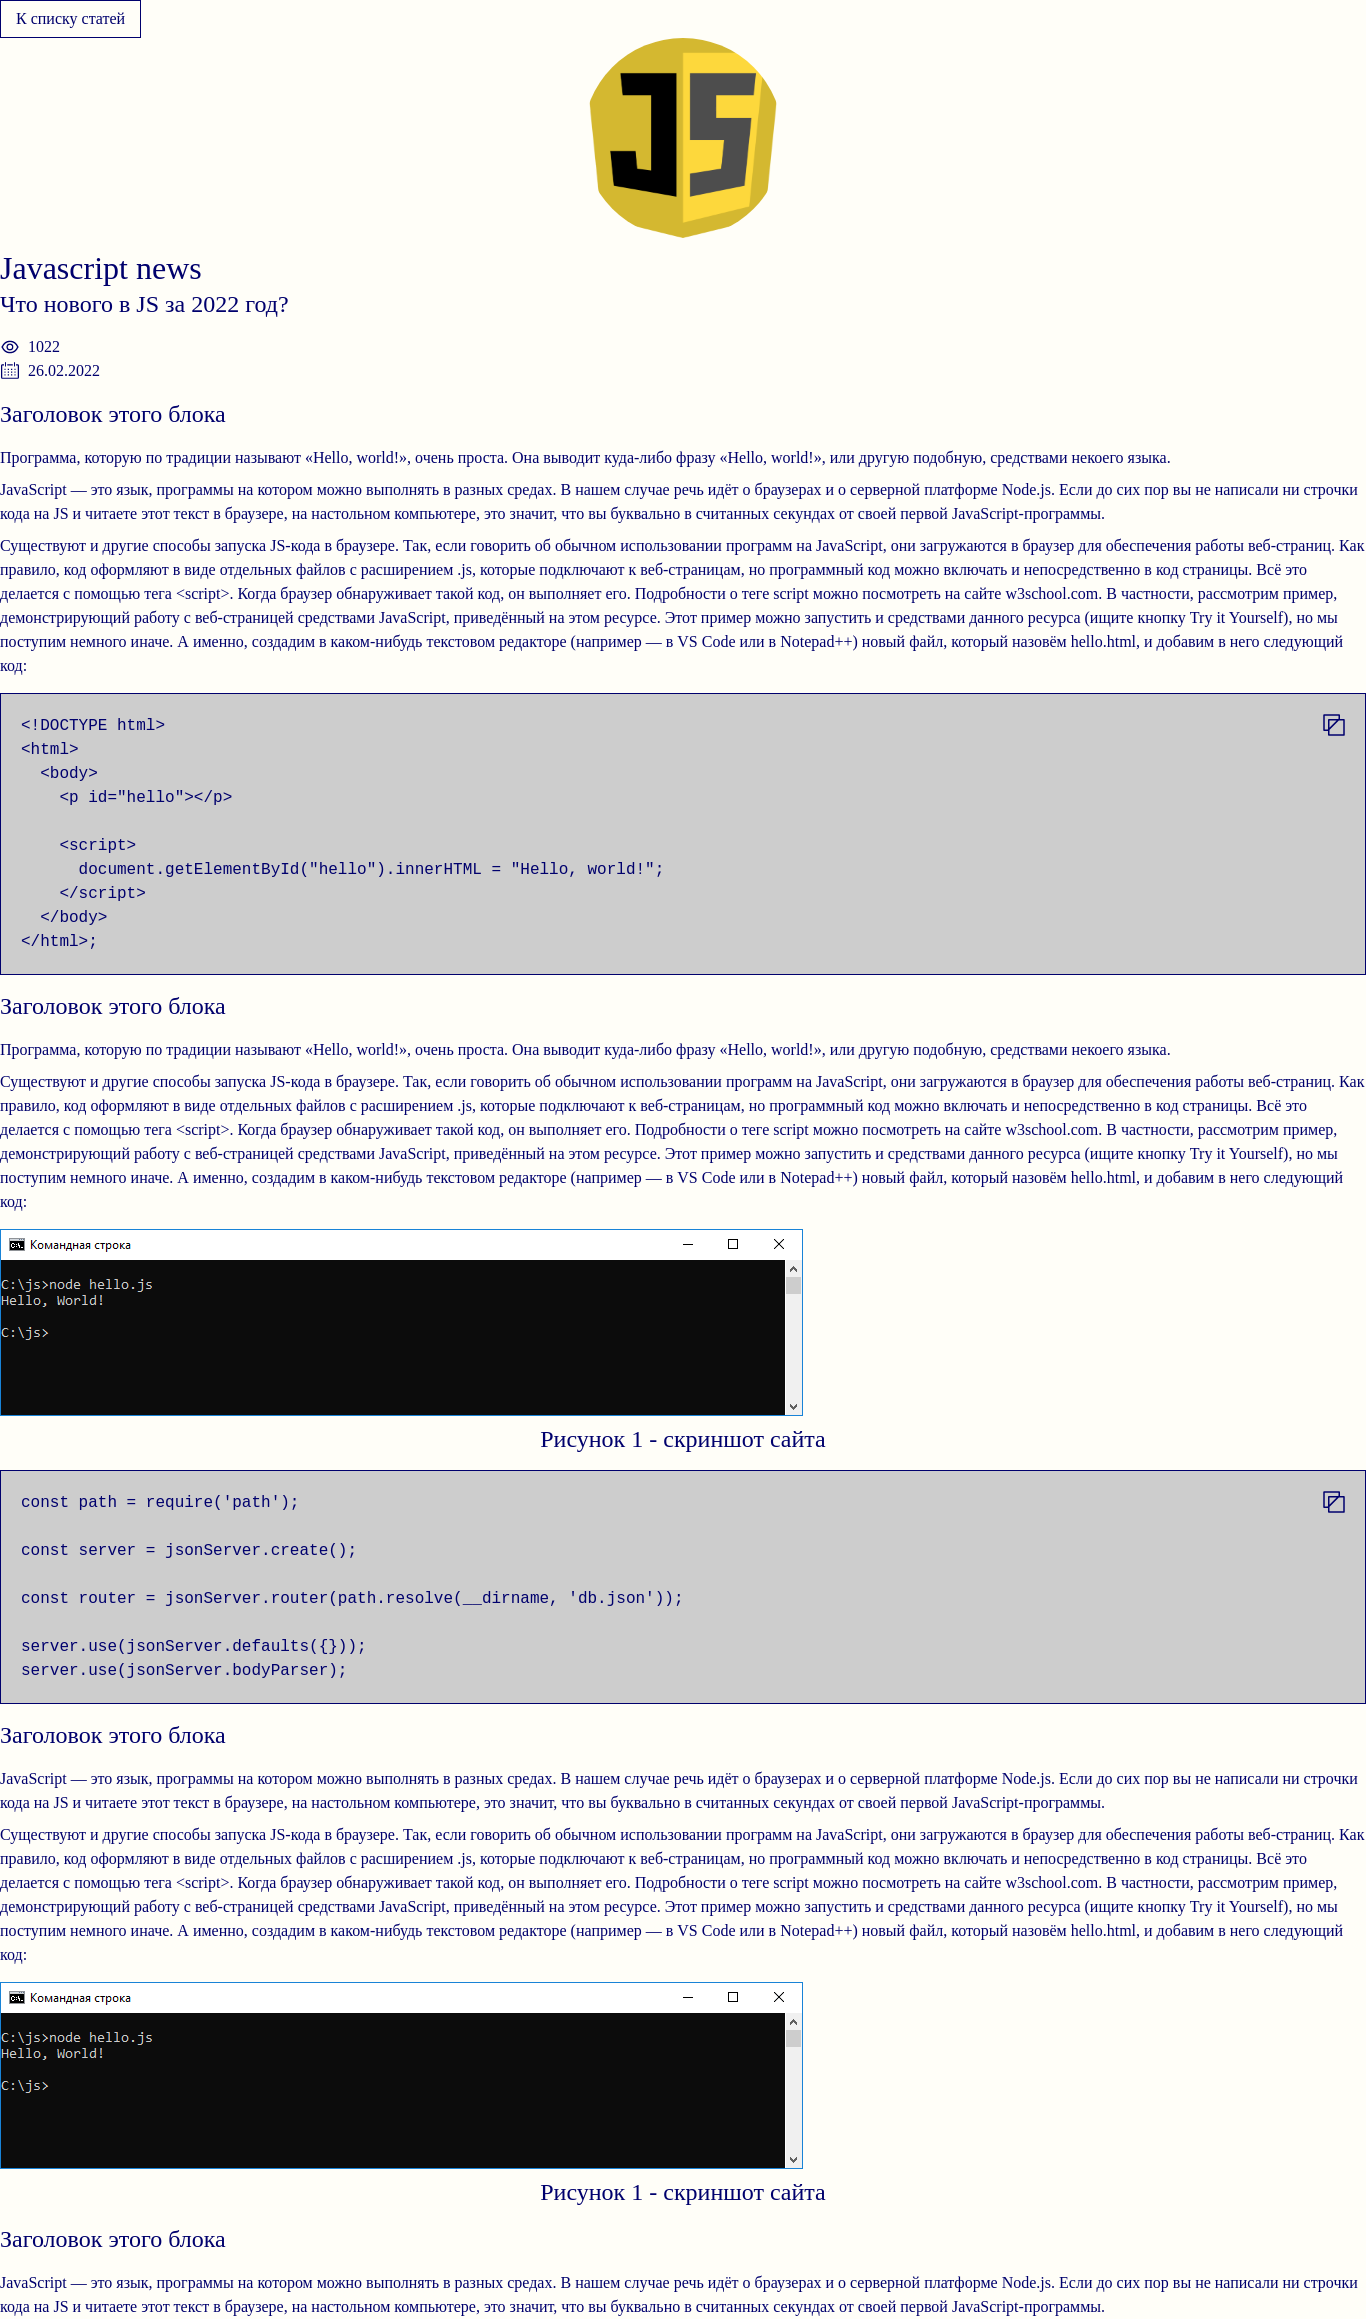 К списку статей
JS
Javascript news
Что нового в JS за 2022 год?
1022
26.02.2022
Заголовок этого блока
Программа, которую по традиции называют «Hello, world!», очень проста. Она выводит куда-либо фразу «Hello, world!», или другую подобную, средствами некоего языка.
JavaScript — это язык, программы на котором можно выполнять в разных средах. В нашем случае речь идёт о браузерах и о серверной платформе Node.js. Если до сих пор вы не написали ни строчки
кода на JS и читаете этот текст в браузере, на настольном компьютере, это значит, что вы буквально в считанных секундах от своей первой JavaScript-программы.
Существуют и другие способы запуска JS-кода в браузере. Так, если говорить об обычном использовании программ на JavaScript, они загружаются в браузер для обеспечения работы веб-страниц. Как
правило, код оформляют в виде отдельных файлов с расширением .js, которые подключают к веб-страницам, но программный код можно включать и непосредственно в код страницы. Всё это
делается с помощью тега <script>. Когда браузер обнаруживает такой код, он выполняет его. Подробности о теге script можно посмотреть на сайте w3school.com. В частности, рассмотрим пример,
демонстрирующий работу с веб-страницей средствами JavaScript, приведённый на этом ресурсе. Этот пример можно запустить и средствами данного ресурса (ищите кнопку Try it Yourself), но мы
поступим немного иначе. А именно, создадим в каком-нибудь текстовом редакторе (например — в VS Code или в Notepad++) новый файл, который назовём hello.html, и добавим в него следующий
код:
<!DOCTYPE html>
<html>
  <body>
    <p id="hello"></p>

    <script>
      document.getElementById("hello").innerHTML = "Hello, world!";
    </script>
  </body>
</html>;
Заголовок этого блока
Программа, которую по традиции называют «Hello, world!», очень проста. Она выводит куда-либо фразу «Hello, world!», или другую подобную, средствами некоего языка.
Существуют и другие способы запуска JS-кода в браузере. Так, если говорить об обычном использовании программ на JavaScript, они загружаются в браузер для обеспечения работы веб-страниц. Как
правило, код оформляют в виде отдельных файлов с расширением .js, которые подключают к веб-страницам, но программный код можно включать и непосредственно в код страницы. Всё это
делается с помощью тега <script>. Когда браузер обнаруживает такой код, он выполняет его. Подробности о теге script можно посмотреть на сайте w3school.com. В частности, рассмотрим пример,
демонстрирующий работу с веб-страницей средствами JavaScript, приведённый на этом ресурсе. Этот пример можно запустить и средствами данного ресурса (ищите кнопку Try it Yourself), но мы
поступим немного иначе. А именно, создадим в каком-нибудь текстовом редакторе (например — в VS Code или в Notepad++) новый файл, который назовём hello.html, и добавим в него следующий
код:
Командная строка
C:\js>node hello.js
Hello, World!
C:\js>
Рисунок 1 - скриншот сайта
const path = require('path');

const server = jsonServer.create();

const router = jsonServer.router(path.resolve(__dirname, 'db.json'));

server.use(jsonServer.defaults({}));
server.use(jsonServer.bodyParser);
Заголовок этого блока
JavaScript — это язык, программы на котором можно выполнять в разных средах. В нашем случае речь идёт о браузерах и о серверной платформе Node.js. Если до сих пор вы не написали ни строчки
кода на JS и читаете этот текст в браузере, на настольном компьютере, это значит, что вы буквально в считанных секундах от своей первой JavaScript-программы.
Существуют и другие способы запуска JS-кода в браузере. Так, если говорить об обычном использовании программ на JavaScript, они загружаются в браузер для обеспечения работы веб-страниц. Как
правило, код оформляют в виде отдельных файлов с расширением .js, которые подключают к веб-страницам, но программный код можно включать и непосредственно в код страницы. Всё это
делается с помощью тега <script>. Когда браузер обнаруживает такой код, он выполняет его. Подробности о теге script можно посмотреть на сайте w3school.com. В частности, рассмотрим пример,
демонстрирующий работу с веб-страницей средствами JavaScript, приведённый на этом ресурсе. Этот пример можно запустить и средствами данного ресурса (ищите кнопку Try it Yourself), но мы
поступим немного иначе. А именно, создадим в каком-нибудь текстовом редакторе (например — в VS Code или в Notepad++) новый файл, который назовём hello.html, и добавим в него следующий
код:
Командная строка
C:\js>node hello.js
Hello, World!
C:\js>
Рисунок 1 - скриншот сайта
Заголовок этого блока
JavaScript — это язык, программы на котором можно выполнять в разных средах. В нашем случае речь идёт о браузерах и о серверной платформе Node.js. Если до сих пор вы не написали ни строчки
кода на JS и читаете этот текст в браузере, на настольном компьютере, это значит, что вы буквально в считанных секундах от своей первой JavaScript-программы.